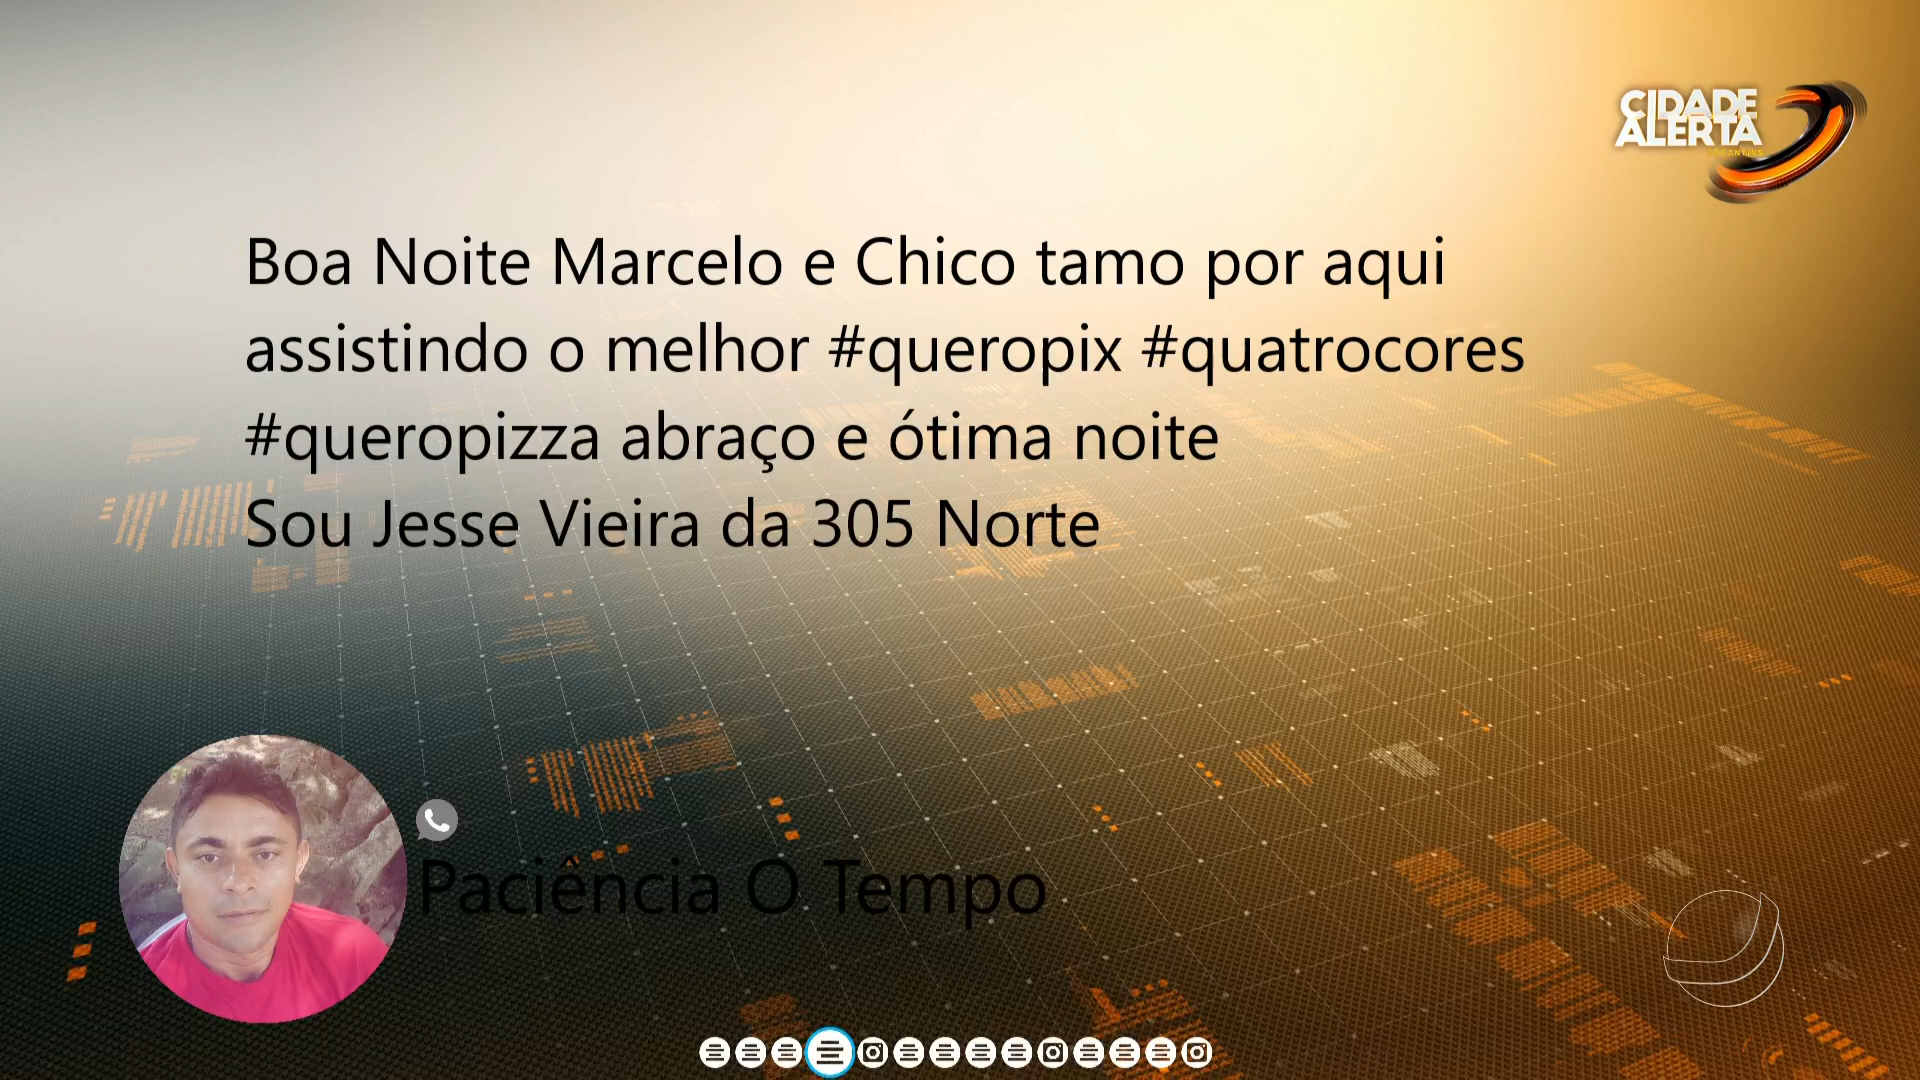 CIDADE
ALERTA
TOCANTINS
Boa Noite Marcelo e Chico tamo por aqui
assistindo o melhor #queropix #quatrocores
#queropizza abraço e ótima noite
Sou Jesse Vieira da 305 Norte
Paciência O Tempo